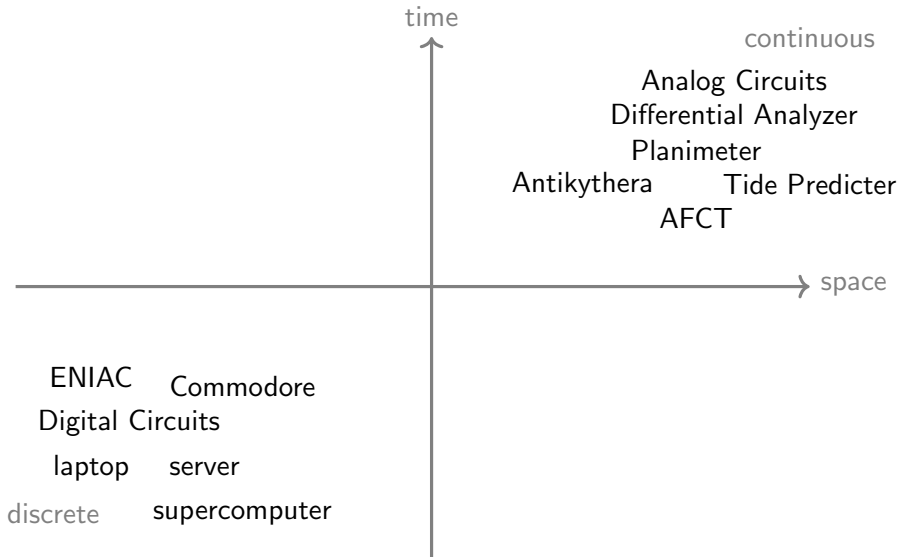 time
continuous
Analog Circuits
Differential Analyzer
Planimeter
Antikythera Tide Predicter
AFCT
space
ENIAC Commodore
Digital Circuits
laptop server
discrete supercomputer